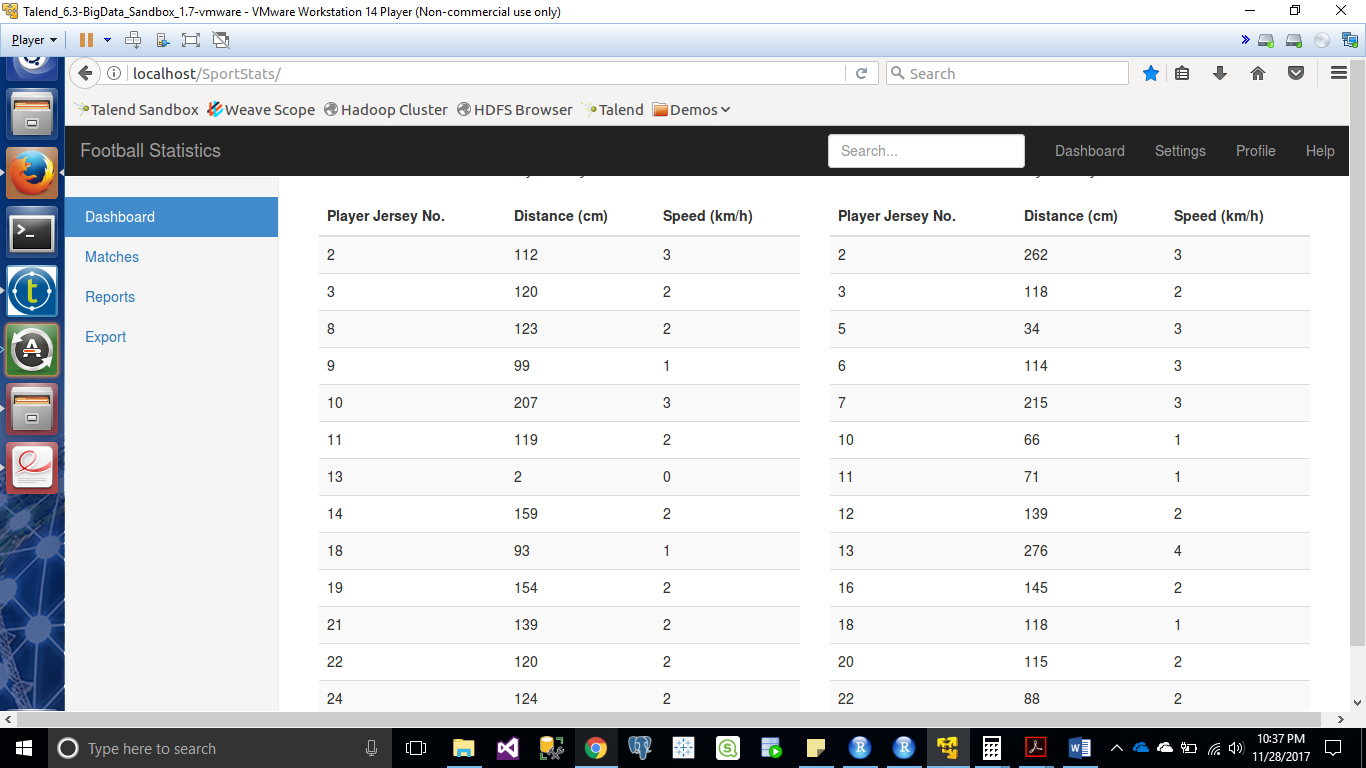 Talend_6.3-BigData_Sandbox_1.7-vmware - VMware Workstation 14 Player (Non-commercial use only)
Player
localhost/SportStats/
Search
Talend Sandbox Weave Scope Hadoop Cluster HDFS Browser Talend Demos
Football Statistics Search... Dashboard Settings Profile Help
Dashboard
Matches
Reports
Export
Player Jersey No. Distance (cm) Speed (km/h)
2 112 3
3 120 2
8 123 2
9 99 1
10 207 3
11 119 2
13 2 0
14 159 2
18 93 1
19 154 2
21 139 2
22 120 2
24 124 2
Player Jersey No. Distance (cm) Speed (km/h)
2 262 3
3 118 2
5 34 3
6 114 3
7 215 3
10 66 1
11 71 1
12 139 2
13 276 4
16 145 2
18 118 1
20 115 2
22 88 2
Type here to search
10:37 PM
11/28/2017